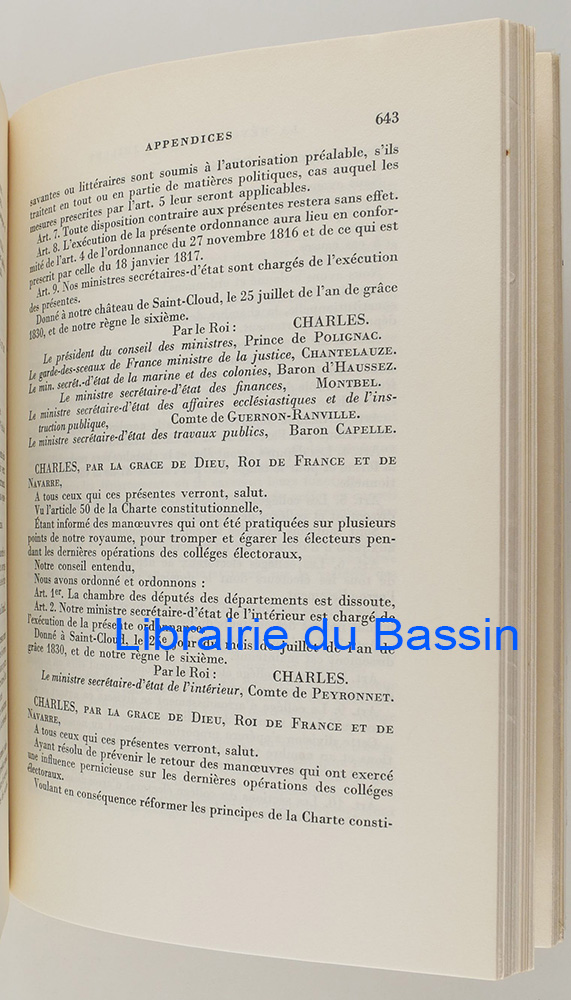 643
APPENDICES
savantes ou littéraires sont soumis à l'autorisation préalable, s'ils
traitent en tout ou en partie de matières politiques, cas auquel les
mesures prescrites par l'art. 5 leur seront applicables.
Art. 7. Toute disposition contraire aux présentes restera sans effet.
Art. 8. L'exécution de la présente ordonnance aura lieu en confor-
mité de l'art. 4 de l'ordonnance du 27 novembre 1816 et de ce qui est
prescrit par celle du 18 janvier 1817.
Art. 9. Nos ministres secrétaires-d'état sont chargés de l'exécution
des présentes.
Donné à notre château de Saint-Cloud, le 25 juillet de l'an de grâce
1830, et de notre règne le sixième.
Par le Roi : CHARLES.
Le président du conseil des ministres, Prince de POLIGNAC.
Le garde-des-sceaux de France ministre de la justice, CHANTELAUZE.
Le min. secrét.-d'état de la marine et des colonies, Baron d'HAUSSEZ.
Le ministre secrétaire-d'état des finances, MONTBEL.
Le ministre secrétaire-d'état des affaires ecclésiastiques et de l'ins-
truction publique, Comte de GUERNON-RANVILLE.
Le ministre secrétaire-d'état des travaux publics, Baron CAPELLE.
CHARLES, PAR LA GRACE DE DIEU, ROI DE FRANCE ET DE
NAVARRE,
A tous ceux qui ces présentes verront, salut.
Vu l'article 50 de la Charte constitutionnelle,
Étant informé des manœuvres qui ont été pratiquées sur plusieurs
points de notre royaume, pour tromper et égarer les électeurs pen-
dant les dernières opérations des colléges électoraux,
Notre conseil entendu,
Nous avons ordonné et ordonnons :
Art. 1er. La chambre des députés des départements est dissoute,
Art. 2. Notre ministre secrétaire-d'état de l'intérieur est chargé de
l'exécution de la présente ordonnance.
Donné à Saint-Cloud, le 25e jour du mois de juillet de l'an de
grâce 1830, et de notre règne le sixième.
Librairie du Bassin
Par le Roi : CHARLES.
Le ministre secrétaire-d'état de l'intérieur, Comte de PEYRONNET.
CHARLES, PAR LA GRACE DE DIEU, ROI DE FRANCE ET DE
NAVARRE,
A tous ceux qui ces présentes verront, salut.
Ayant résolu de prévenir le retour des manœuvres qui ont exercé
une influence pernicieuse sur les dernières opérations des colléges
électoraux.
Voulant en conséquence réformer les principes de la Charte consti-